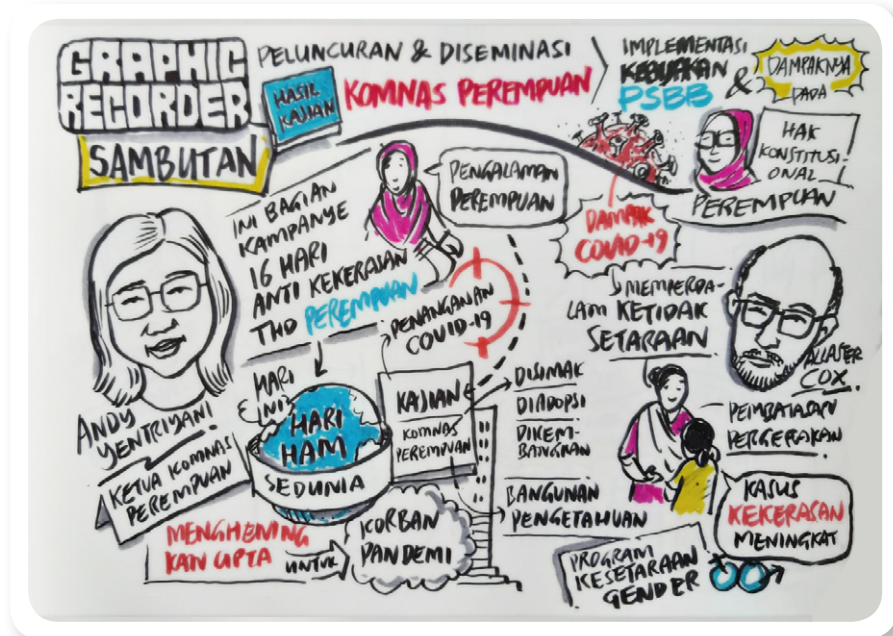 GRAPHIC
RECORDER
SAMBUTAN
PELUNCURAN & DISEMINASI
HASIL
KAJIAN
KOMNAS PEREMPUAN
IMPLEMENTASI
KEBIJAKAN
PSBB
&
DAMPAKNYA
PADA
HAK
KONSTITUSI-
ONAL
PEREMPUAN
INI BAGIAN
KAMPANYE
16 HARI
ANTI KEKERASAN
THD PEREMPUAN
PENGALAMAN
PEREMPUAN
PENANGANAN
COVID-19
ANDY
YENTRIYANI
KETUA KOMNAS
PEREMPUAN
HARI
INI
HARI
HAM
SEDUNIA
KAJIAN
KOMNAS
PEREMPUAN
DISIMAK
DIADOPSI
DIKEM-
BANGKAN
BANGUNAN
PENGETAHUAN
MENGHENING
KAN CIPTA
UNTUK
KORBAN
PANDEMI
DAMPAK
COVID-19
MEMPERDA-
LAM KETIDAK
SETARAAN
ALLASTER
COX.
PEMBATASAN
PERGERAKAN
KASUS
KEKERASAN
MENINGKAT
PROGRAM
KESETARAAN
GENDER